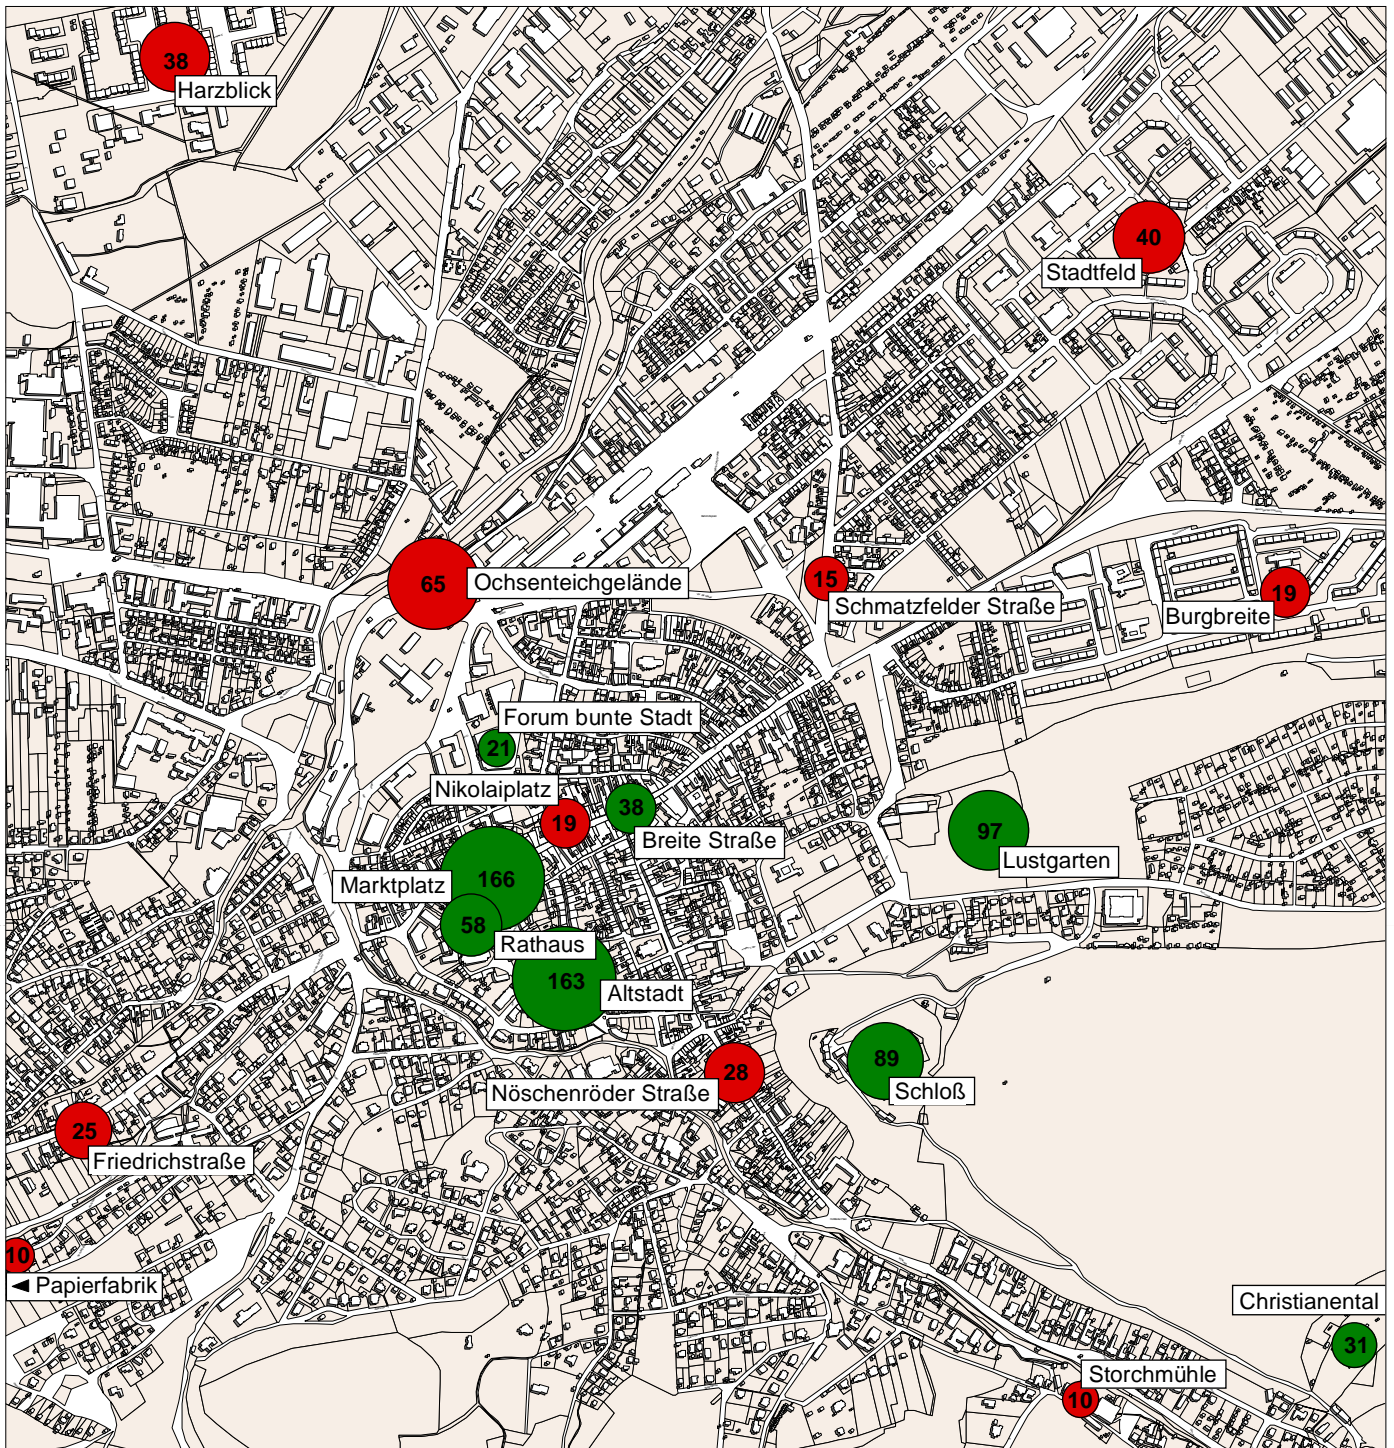 38
Harzblick
40
Stadtfeld
65
Ochsenteichgelände
15
Schmatzfelder Straße
19
Burgbreite
Forum bunte Stadt
21
Nikolaiplatz
19
38
Breite Straße
97
Lustgarten
Marktplatz
166
58
Rathaus
163
Altstadt
28
Nöschenröder Straße
89
Schloß
25
Friedrichstraße
10
◄ Papierfabrik
Christianental
31
Storchmühle
10